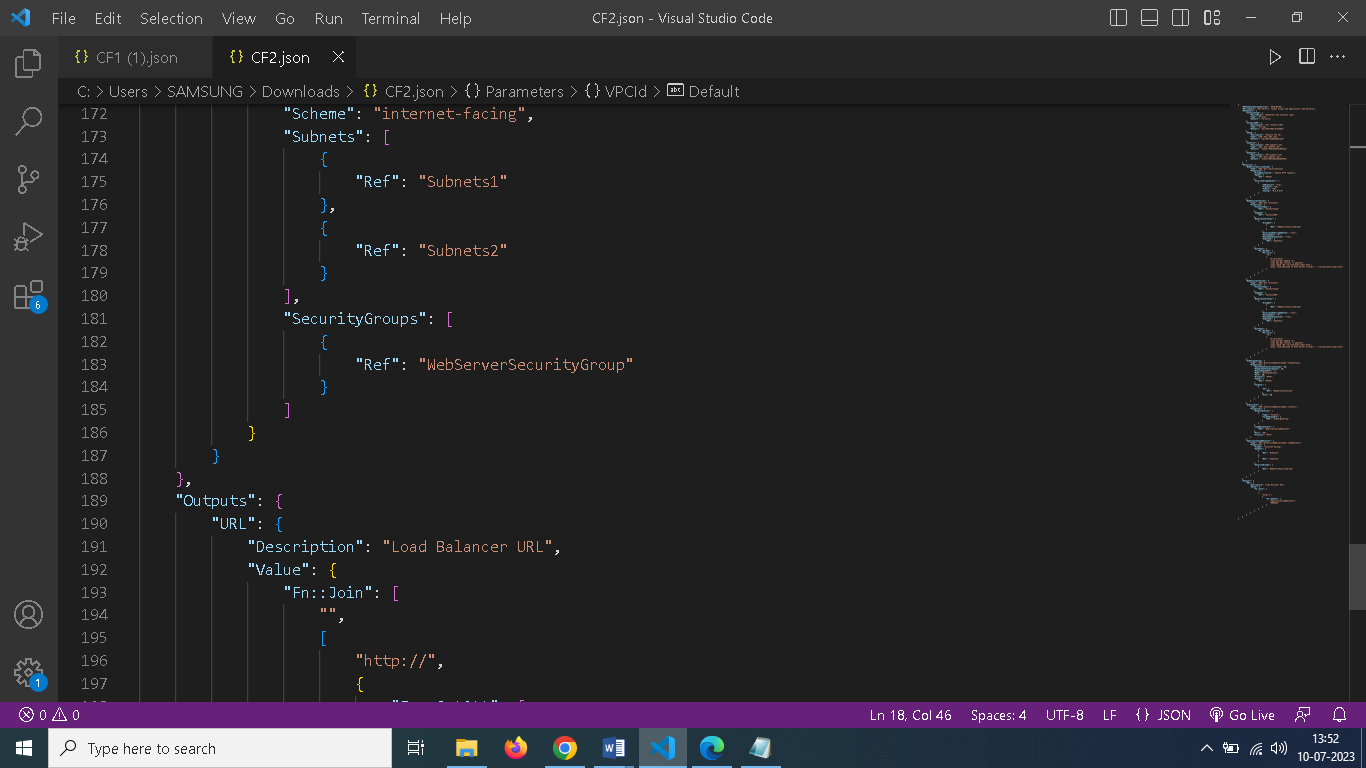 File Edit Selection View Go Run Terminal Help CF2.json - Visual Studio Code
{} CF1 (1).json {} CF2.json
C: > Users > SAMSUNG > Downloads > {} CF2.json > {} Parameters > {} VPCId > abc Default
172 "Scheme": "internet-facing",
173 "Subnets": [
174 {
175 "Ref": "Subnets1"
176 },
177 {
178 "Ref": "Subnets2"
179 }
180 ],
181 "SecurityGroups": [
182 {
183 "Ref": "WebServerSecurityGroup"
184 }
185 ]
186 }
187 }
188 },
189 "Outputs": {
190 "URL": {
191 "Description": "Load Balancer URL",
192 "Value": {
193 "Fn::Join": [
194 "",
195 [
196 "http://",
197 {
6
1
0 0 Ln 18, Col 46 Spaces: 4 UTF-8 LF {} JSON Go Live
Type here to search 13:52
10-07-2023